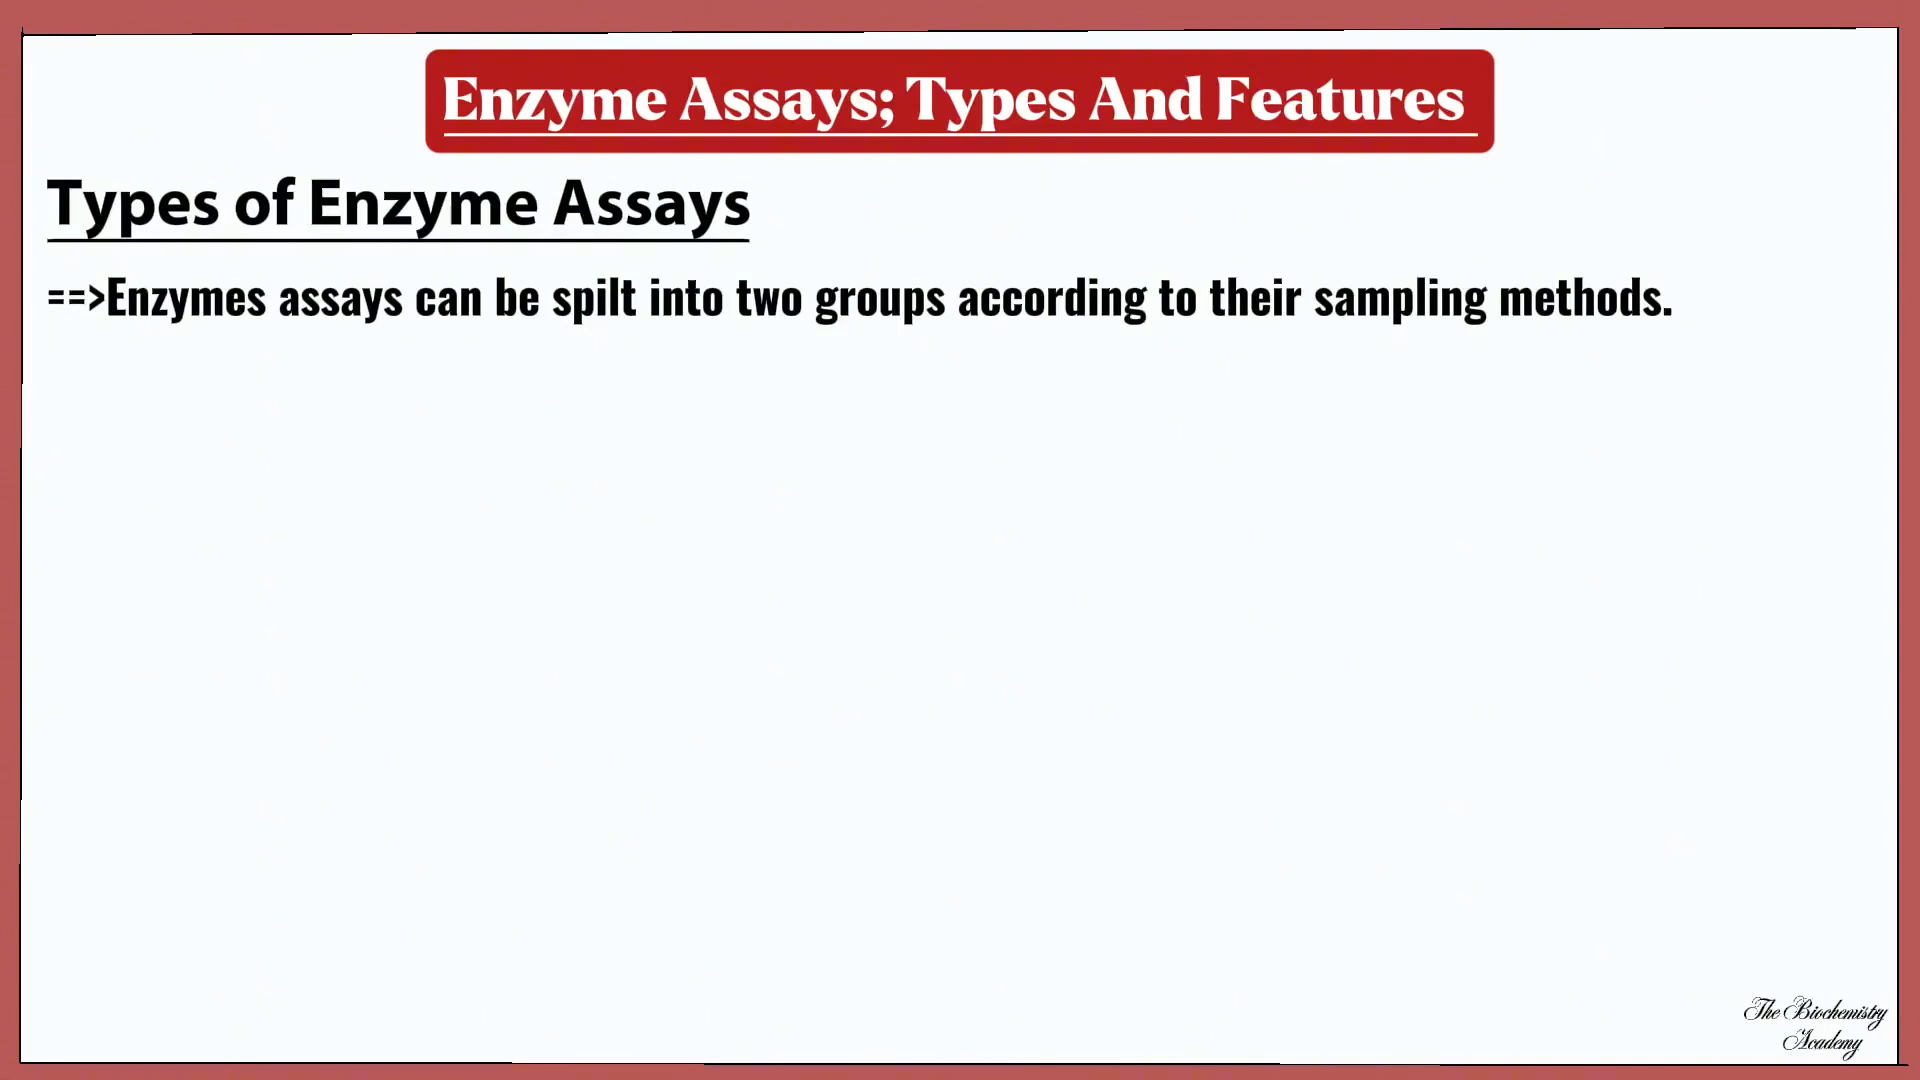 Enzyme Assays; Types And Features
Types of Enzyme Assays
==>Enzymes assays can be spilt into two groups according to their sampling methods.
The Biochemistry
Academy